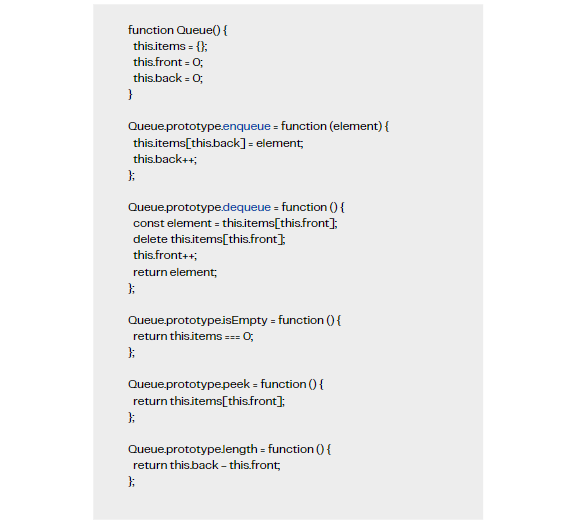 function Queue() {
this.items = {};
this.front = 0;
this.back = 0;
}
Queue.prototype.enqueue = function (element) {
this.items[this.back] = element;
this.back++;
};
Queue.prototype.dequeue = function () {
const element = this.items[this.front];
delete this.items[this.front];
this.front++;
return element;
};
Queue.prototype.isEmpty = function () {
return this.items === 0;
};
Queue.prototype.peek = function () {
return this.items[this.front];
};
Queue.prototype.length = function () {
return this.back - this.front;
};